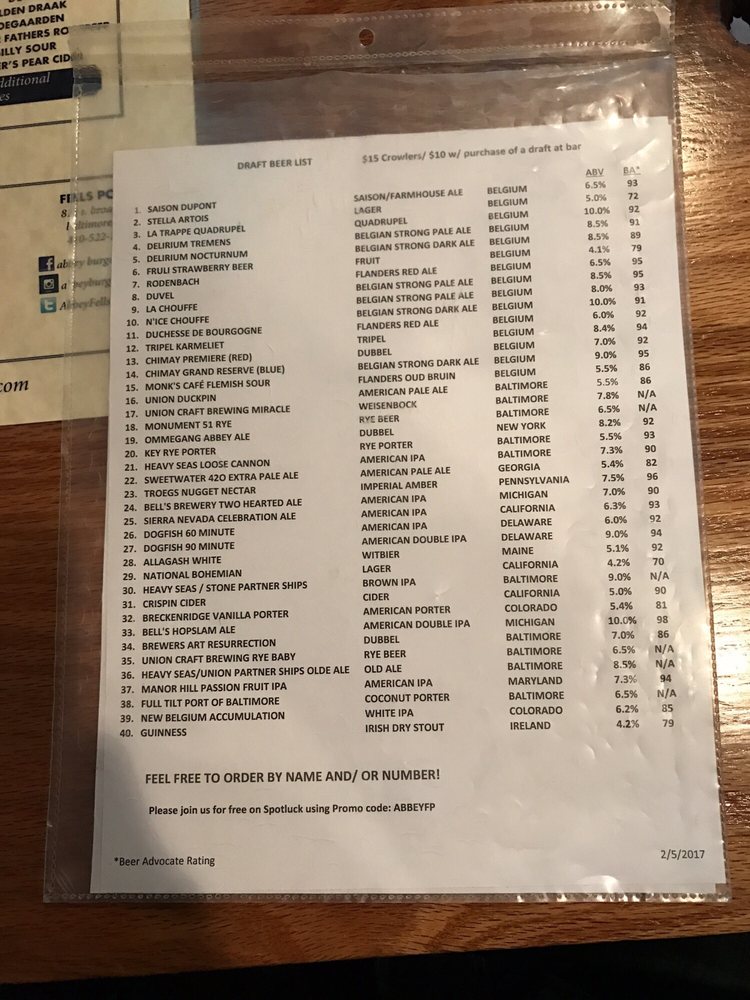 LDEN DRAAK
OEGAARDEN
FATHERS RO
ILLY SOUR
R'S PEAR CID
dditional
es
FELLS PO
.com
DRAFT BEER LIST $15 Crowlers/ $10 w/ purchase of a draft at bar
ABV BA*
1. SAISON DUPONT SAISON/FARMHOUSE ALE BELGIUM 6.5% 93
2. STELLA ARTOIS LAGER BELGIUM 5.0% 72
3. LA TRAPPE QUADRUPEL QUADRUPEL BELGIUM 10.0% 92
4. DELIRIUM TREMENS BELGIAN STRONG PALE ALE BELGIUM 8.5% 91
5. DELIRIUM NOCTURNUM BELGIAN STRONG DARK ALE BELGIUM 8.5% 89
6. FRULI STRAWBERRY BEER FRUIT BELGIUM 4.1% 79
7. RODENBACH FLANDERS RED ALE BELGIUM 6.5% 95
8. DUVEL BELGIAN STRONG PALE ALE BELGIUM 8.5% 95
9. LA CHOUFFE BELGIAN STRONG PALE ALE BELGIUM 8.0% 93
10. N'ICE CHOUFFE BELGIAN STRONG DARK ALE BELGIUM 10.0% 91
11. DUCHESSE DE BOURGOGNE FLANDERS RED ALE BELGIUM 6.0% 92
12. TRIPEL KARMELIET TRIPEL BELGIUM 8.4% 94
13. CHIMAY PREMIERE (RED) DUBBEL BELGIUM 7.0% 92
14. CHIMAY GRAND RESERVE (BLUE) BELGIAN STRONG DARK ALE BELGIUM 9.0% 95
15. MONK'S CAFÉ FLEMISH SOUR FLANDERS OUD BRUIN BELGIUM 5.5% 86
16. UNION DUCKPIN AMERICAN PALE ALE BALTIMORE 5.5% 86
17. UNION CRAFT BREWING MIRACLE WEISENBOCK BALTIMORE 7.8% N/A
18. MONUMENT 51 RYE RYE BEER BALTIMORE 6.5% N/A
19. OMMEGANG ABBEY ALE DUBBEL NEW YORK 8.2% 92
20. KEY RYE PORTER RYE PORTER BALTIMORE 5.5% 93
21. HEAVY SEAS LOOSE CANNON AMERICAN IPA BALTIMORE 7.3% 90
22. SWEETWATER 420 EXTRA PALE ALE AMERICAN PALE ALE GEORGIA 5.4% 82
23. TROEGS NUGGET NECTAR IMPERIAL AMBER PENNSYLVANIA 7.5% 96
24. BELL'S BREWERY TWO HEARTED ALE AMERICAN IPA MICHIGAN 7.0% 90
25. SIERRA NEVADA CELEBRATION ALE AMERICAN IPA CALIFORNIA 6.3% 93
26. DOGFISH 60 MINUTE AMERICAN IPA DELAWARE 6.0% 92
27. DOGFISH 90 MINUTE AMERICAN DOUBLE IPA DELAWARE 9.0% 94
28. ALLAGASH WHITE WITBIER MAINE 5.1% 92
29. NATIONAL BOHEMIAN LAGER CALIFORNIA 4.2% 70
30. HEAVY SEAS / STONE PARTNER SHIPS BROWN IPA BALTIMORE 9.0% N/A
31. CRISPIN CIDER CIDER CALIFORNIA 5.0% 90
32. BRECKENRIDGE VANILLA PORTER AMERICAN PORTER COLORADO 5.4% 81
33. BELL'S HOPSLAM ALE AMERICAN DOUBLE IPA MICHIGAN 10.0% 98
34. BREWERS ART RESURRECTION DUBBEL BALTIMORE 7.0% 86
35. UNION CRAFT BREWING RYE BABY RYE BEER BALTIMORE 6.5% N/A
36. HEAVY SEAS/UNION PARTNER SHIPS OLDE ALE OLD ALE BALTIMORE 8.5% N/A
37. MANOR HILL PASSION FRUIT IPA AMERICAN IPA MARYLAND 7.3% 94
38. FULL TILT PORT OF BALTIMORE COCONUT PORTER BALTIMORE 6.5% N/A
39. NEW BELGIUM ACCUMULATION WHITE IPA COLORADO 6.2% 85
40. GUINNESS IRISH DRY STOUT IRELAND 4.2% 79
FEEL FREE TO ORDER BY NAME AND/ OR NUMBER!
Please join us for free on Spotluck using Promo code: ABBEYFP
*Beer Advocate Rating 2/5/2017